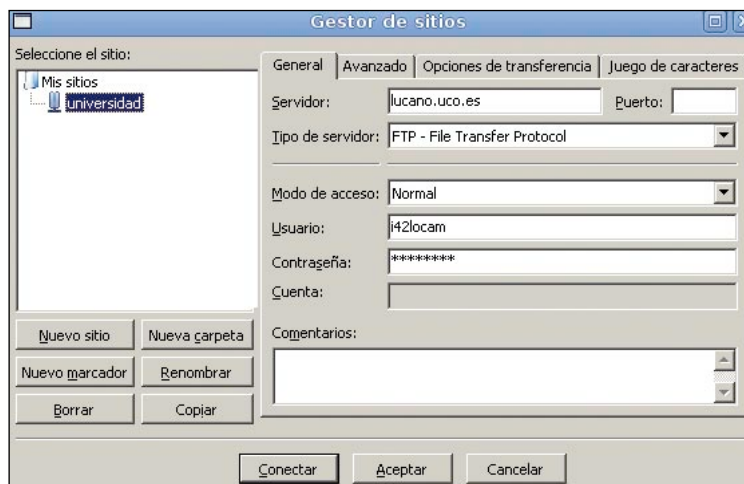 Gestor de sitios
Seleccione el sitio:
Mis sitios
universidad
Nuevo sitio
Nueva carpeta
Nuevo marcador
Renombrar
Borrar
Copiar
General
Avanzado
Opciones de transferencia
Juego de caracteres
Servidor:
lucano.uco.es
Puerto:
Tipo de servidor:
FTP - File Transfer Protocol
Modo de acceso:
Normal
Usuario:
i42locam
Contraseña:
********
Cuenta:
Comentarios:
Conectar
Aceptar
Cancelar